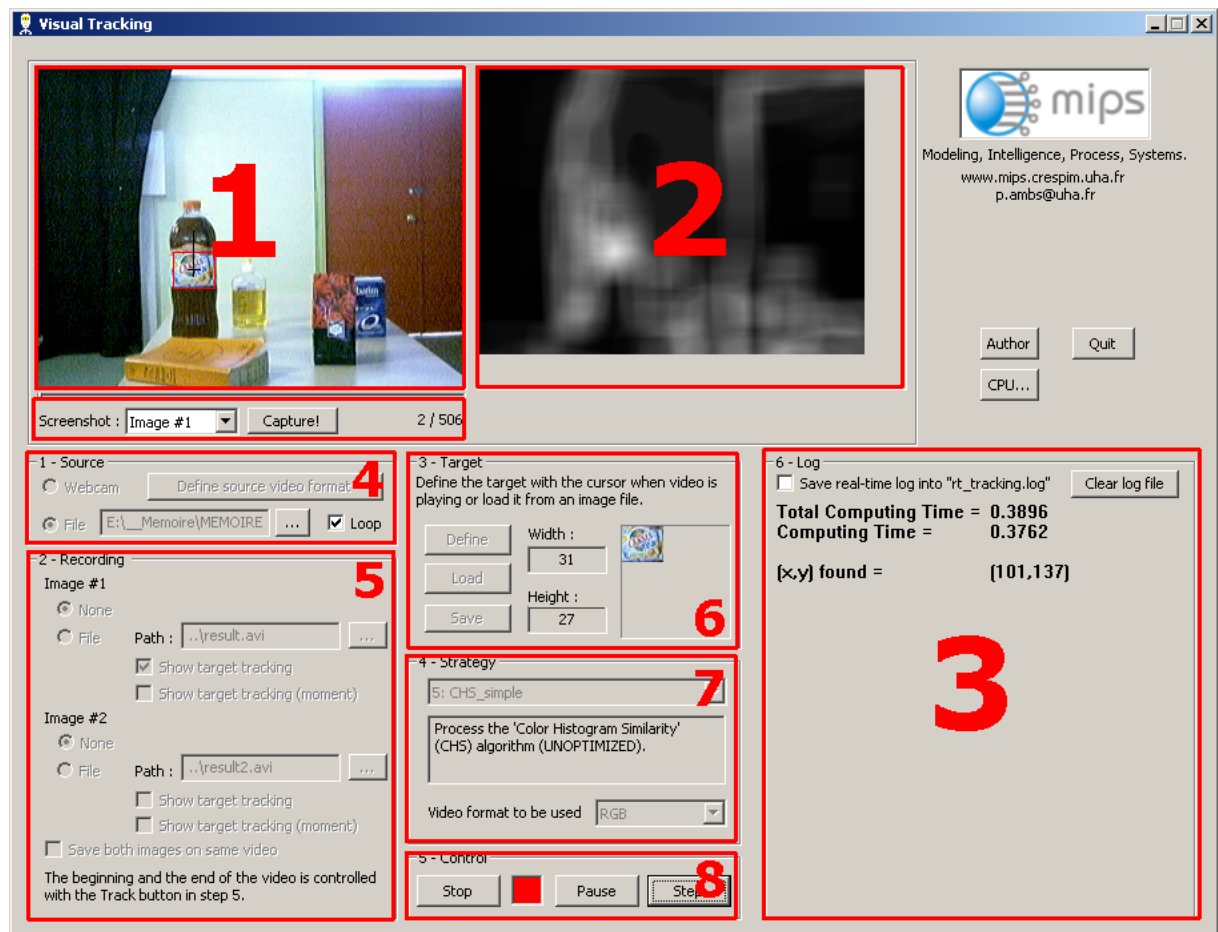 Visual Tracking
1
2
mips
Modeling, Intelligence, Process, Systems.
www.mips.crespim.uha.fr
p.ambs@uha.fr
Author
Quit
CPU...
Screenshot :
Image #1
Capture!
2 / 506
1 - Source
4
Webcam
Define source video format
File
E:\__Memoire\MEMOIRE
...
Loop
2 - Recording
5
Image #1
None
File
Path :
..\result.avi
...
Show target tracking
Show target tracking (moment)
Image #2
None
File
Path :
..\result2.avi
...
Show target tracking
Show target tracking (moment)
Save both images on same video
The beginning and the end of the video is controlled
with the Track button in step 5.
3 - Target
Define the target with the cursor when video is
playing or load it from an image file.
Define
Load
Save
Width :
31
Height :
27
6
4 - Strategy
7
5: CHS_simple
Process the 'Color Histogram Similarity'
(CHS) algorithm (UNOPTIMIZED).
Video format to be used
RGB
5 - Control
8
Stop
Pause
Step
6 - Log
Save real-time log into "rt_tracking.log"
Clear log file
Total Computing Time = 0.3896
Computing Time = 0.3762
(x,y) found = (101,137)
3